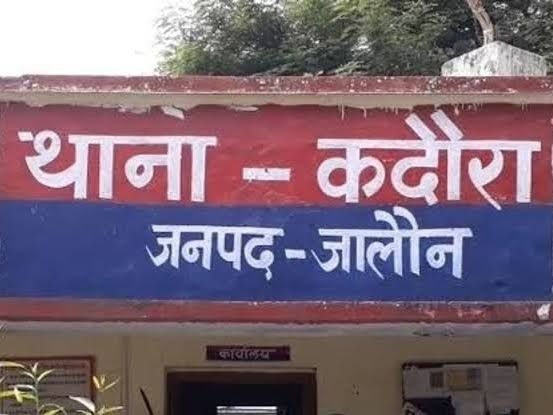 थाना - कदौरा
जनपद - जालौन
कार्यालय